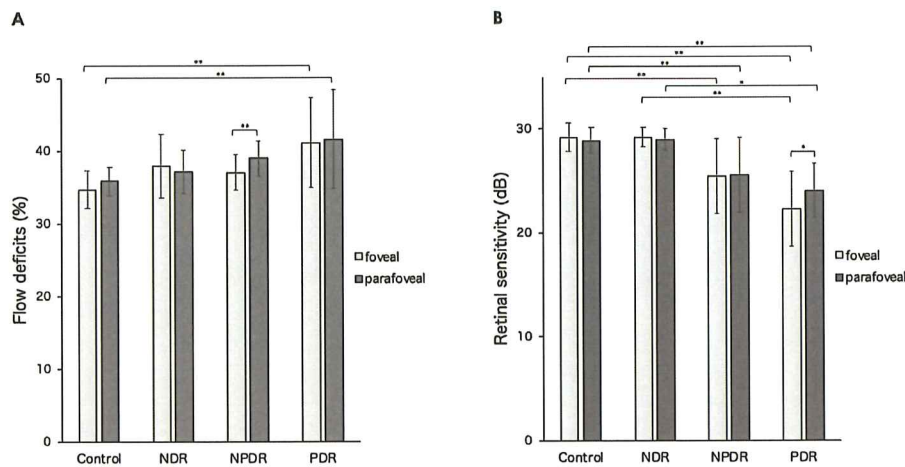 A
Flow deficits (%)
50
40
30
20
10
0
**
**
**
Control NDR NPDR PDR
foveal
parafoveal
B
Retinal sensitivity (dB)
30
20
10
0
**
**
**
**
*
**
*
Control NDR NPDR PDR
foveal
parafoveal